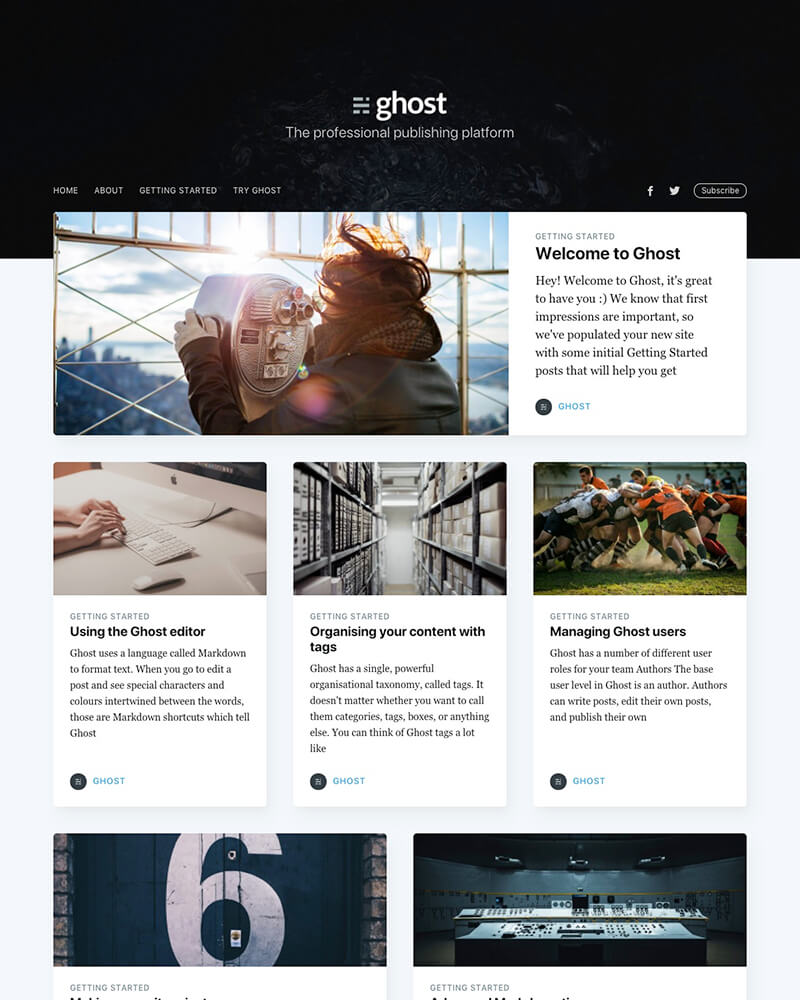 ghost
The professional publishing platform
HOME ABOUT GETTING STARTED TRY GHOST Subscribe
GETTING STARTED
Welcome to Ghost
Hey! Welcome to Ghost, it's great
to have you :) We know that first
impressions are important, so
we've populated your new site
with some initial Getting Started
posts that will help you get
GHOST
GETTING STARTED
Using the Ghost editor
Ghost uses a language called Markdown
to format text. When you go to edit a
post and see special characters and
colours intertwined between the words,
those are Markdown shortcuts which tell
Ghost
GHOST
GETTING STARTED
Organising your content with
tags
Ghost has a single, powerful
organisational taxonomy, called tags. It
doesn't matter whether you want to call
them categories, tags, boxes, or anything
else. You can think of Ghost tags a lot
like
GHOST
GETTING STARTED
Managing Ghost users
Ghost has a number of different user
roles for your team Authors The base
user level in Ghost is an author. Authors
can write posts, edit their own posts,
and publish their own
GHOST
6
GETTING STARTED
GETTING STARTED